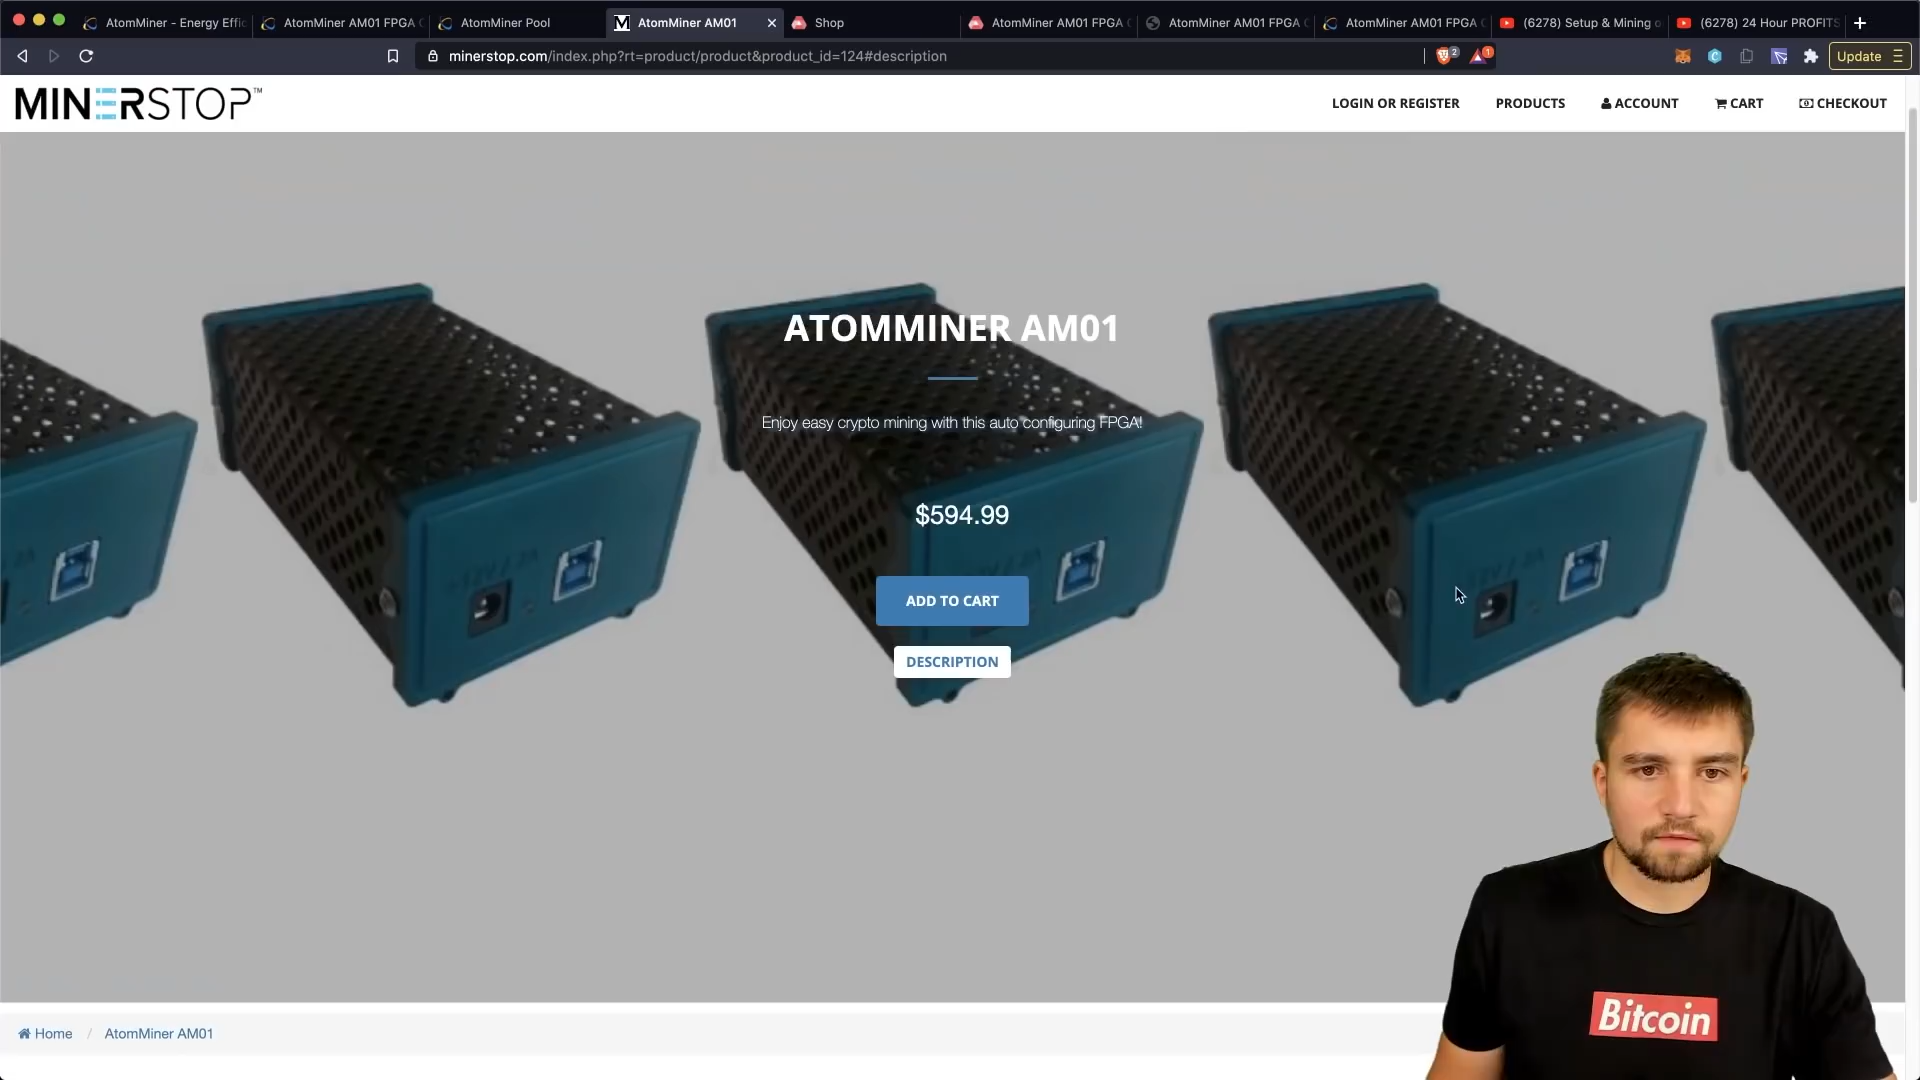 AtomMiner - Energy Effic
AtomMiner AM01 FPGA C
AtomMiner Pool
AtomMiner AM01
Shop
AtomMiner AM01 FPGA C
AtomMiner AM01 FPGA C
AtomMiner AM01 FPGA C
(6278) Setup & Mining o
(6278) 24 Hour PROFITS
minerstop.com/index.php?rt=product/product&product_id=124#description
2
1
Update
MINERSTOP™
LOGIN OR REGISTER
PRODUCTS
ACCOUNT
CART
CHECKOUT
ATOMMINER AM01
Enjoy easy crypto mining with this auto configuring FPGA!
$594.99
ADD TO CART
DESCRIPTION
Bitcoin
Home / AtomMiner AM01